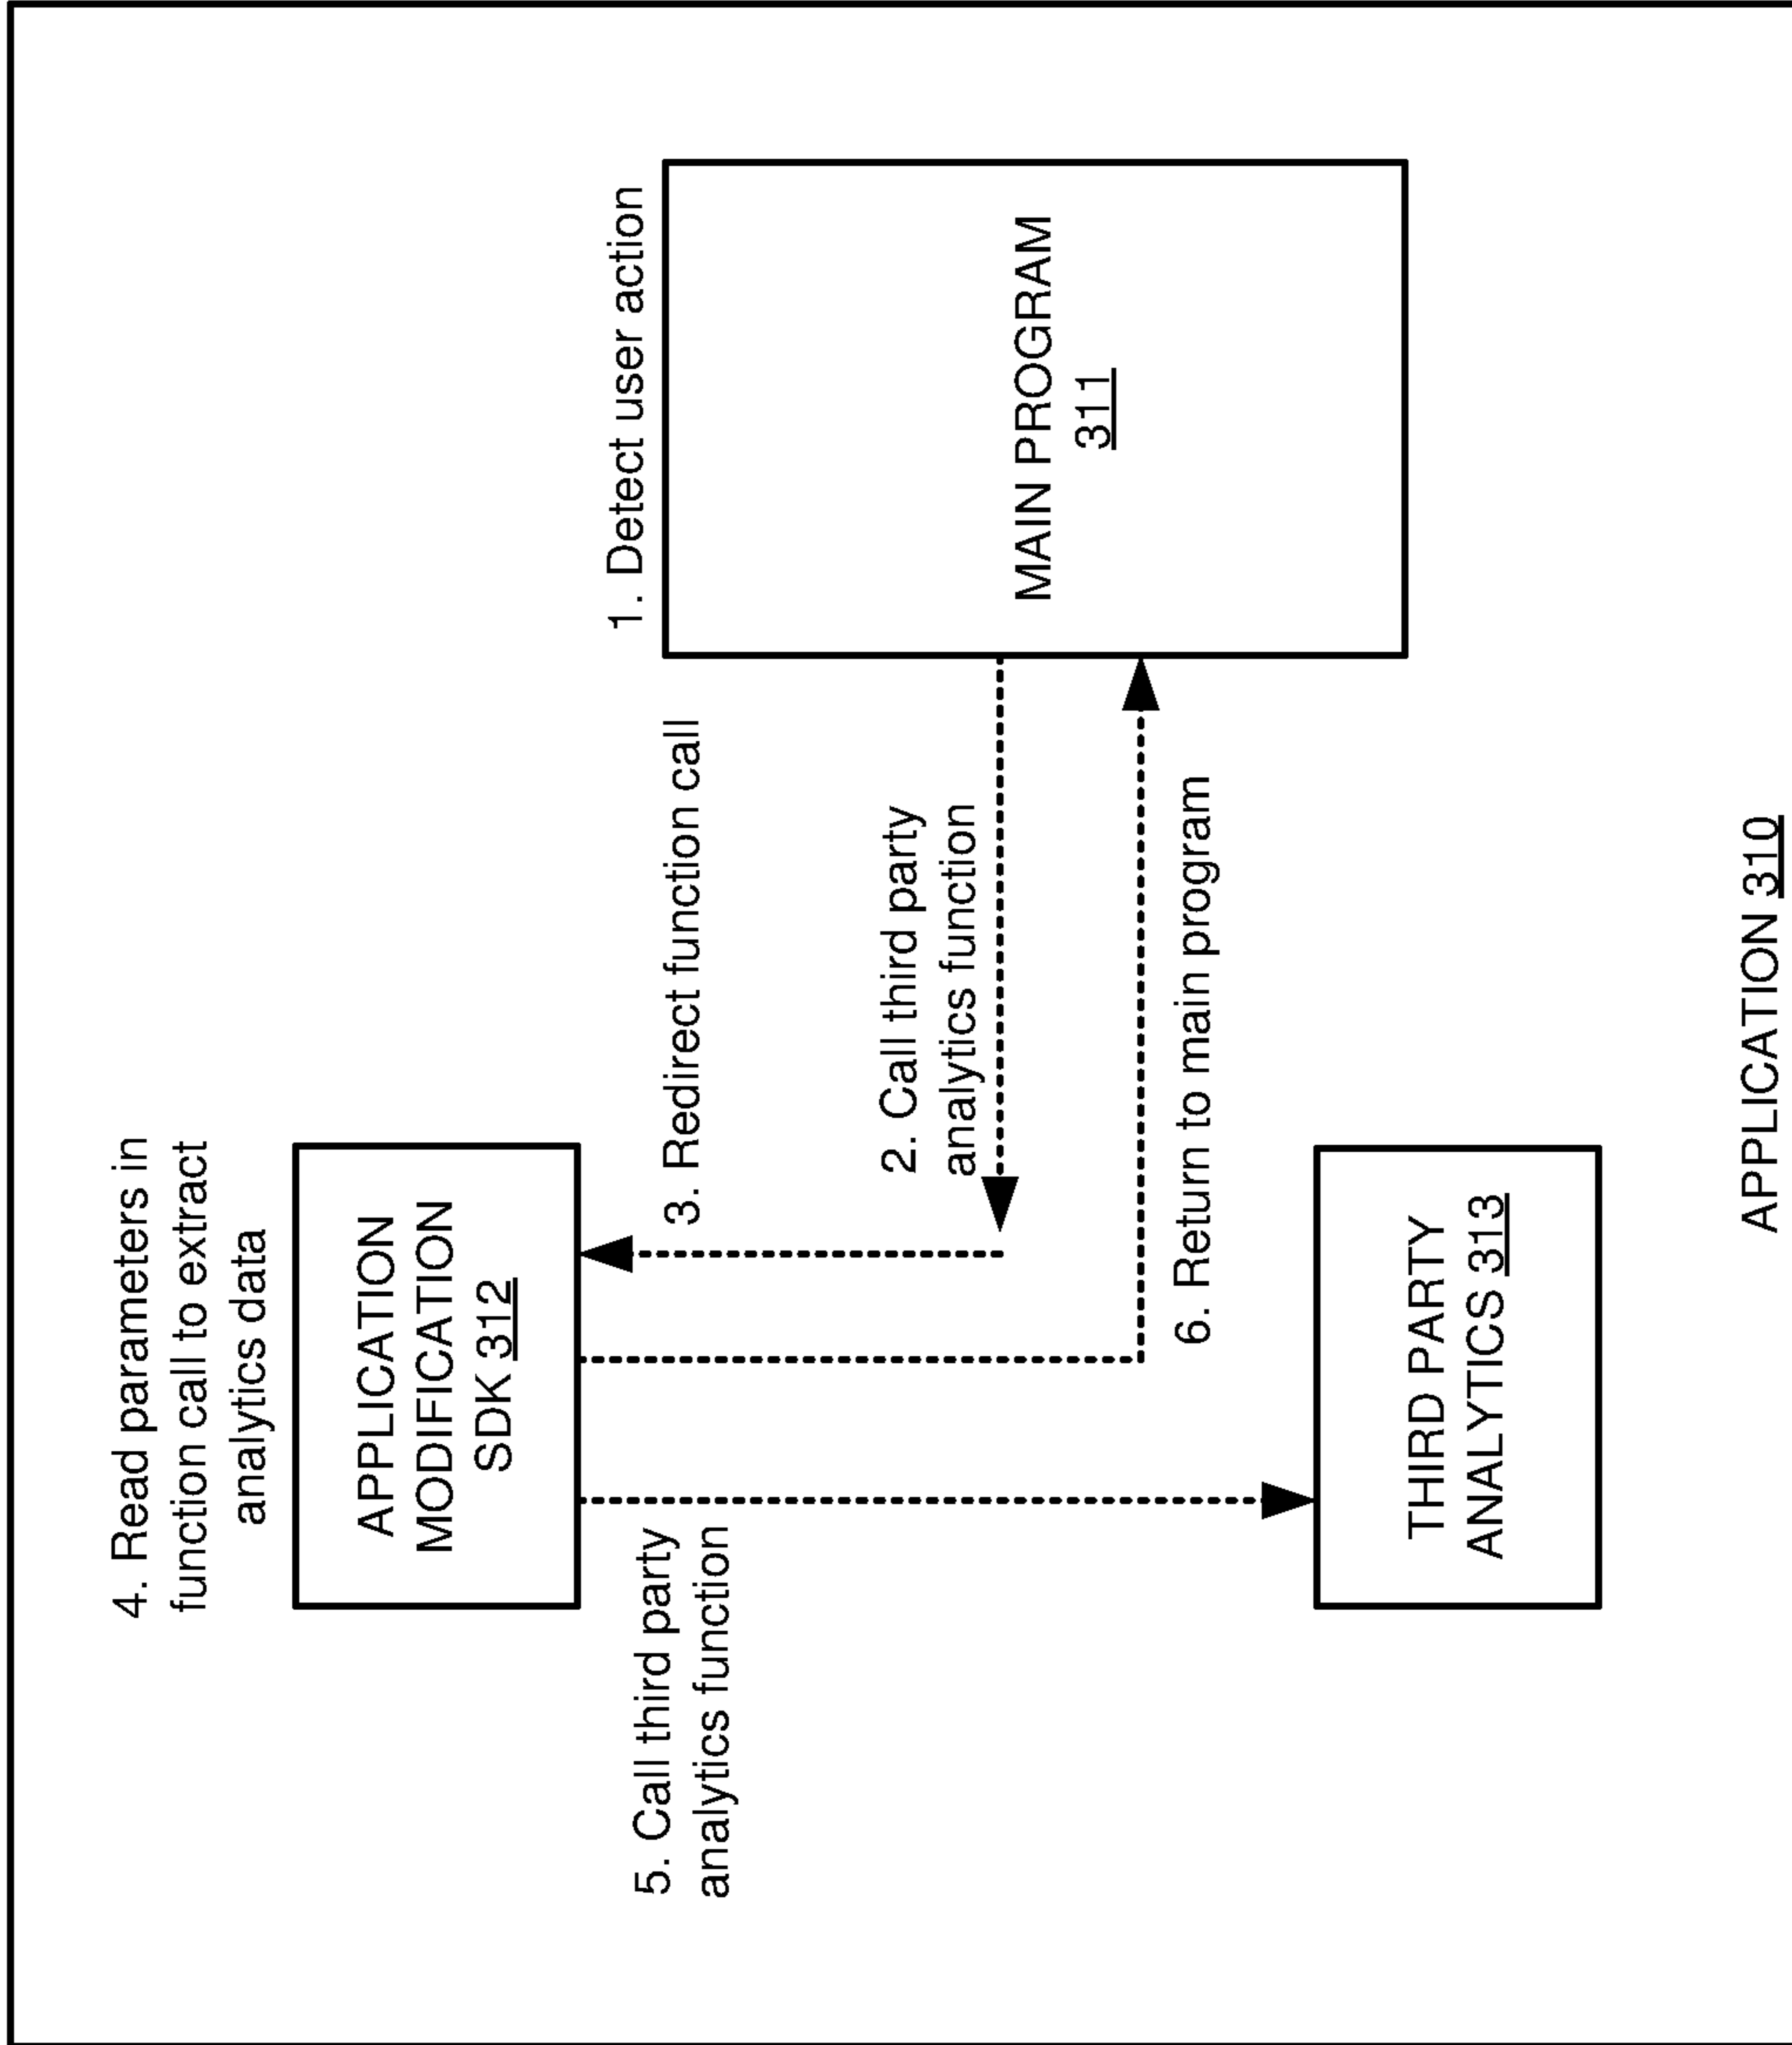 4. Read parameters in
function call to extract
analytics data
APPLICATION
MODIFICATION
SDK 312
5. Call third party
analytics function
3. Redirect function call
1. Detect user action
2. Call third party
analytics function
MAIN PROGRAM
311
6. Return to main program
THIRD PARTY
ANALYTICS 313
APPLICATION 310